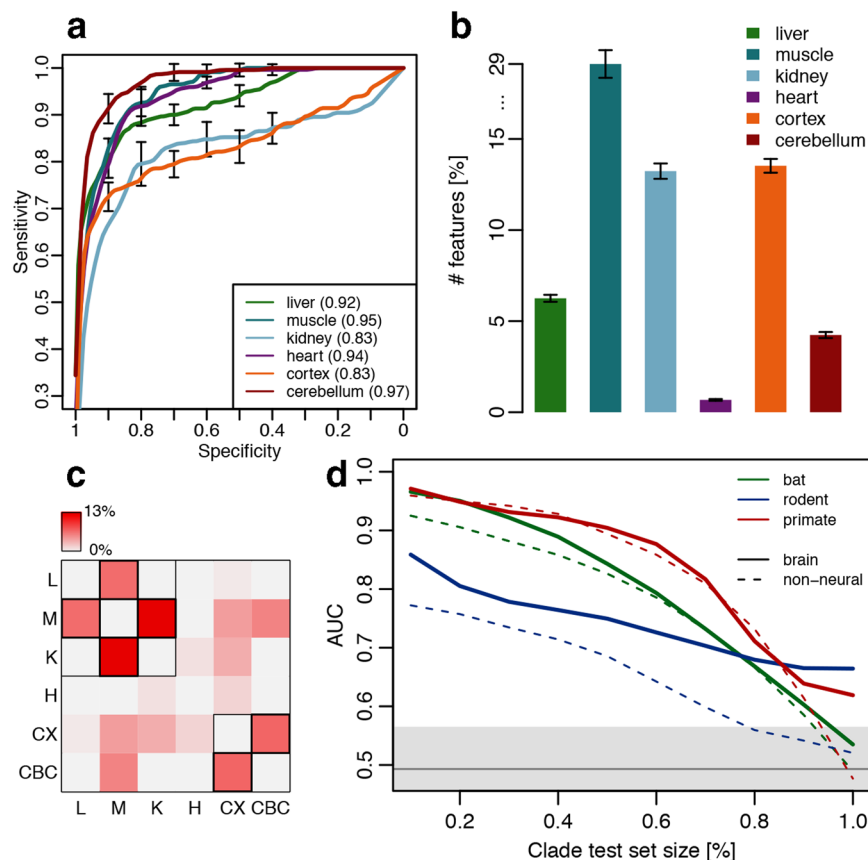 a
1.0
0.9
0.8
0.7
0.6
0.5
0.4
0.3
Sensitivity
liver (0.92)
muscle (0.95)
kidney (0.83)
heart (0.94)
cortex (0.83)
cerebellum (0.97)
1 0.8 0.6 0.4 0.2 0
Specificity
b
29
...
15
10
5
0
# features [%]
liver
muscle
kidney
heart
cortex
cerebellum
c
13%
0%
L
M
K
H
CX
CBC
L M K H CX CBC
d
1.0
0.9
0.8
0.7
0.6
0.5
AUC
bat
rodent
primate
brain
non-neural
0.2 0.4 0.6 0.8 1.0
Clade test set size [%]